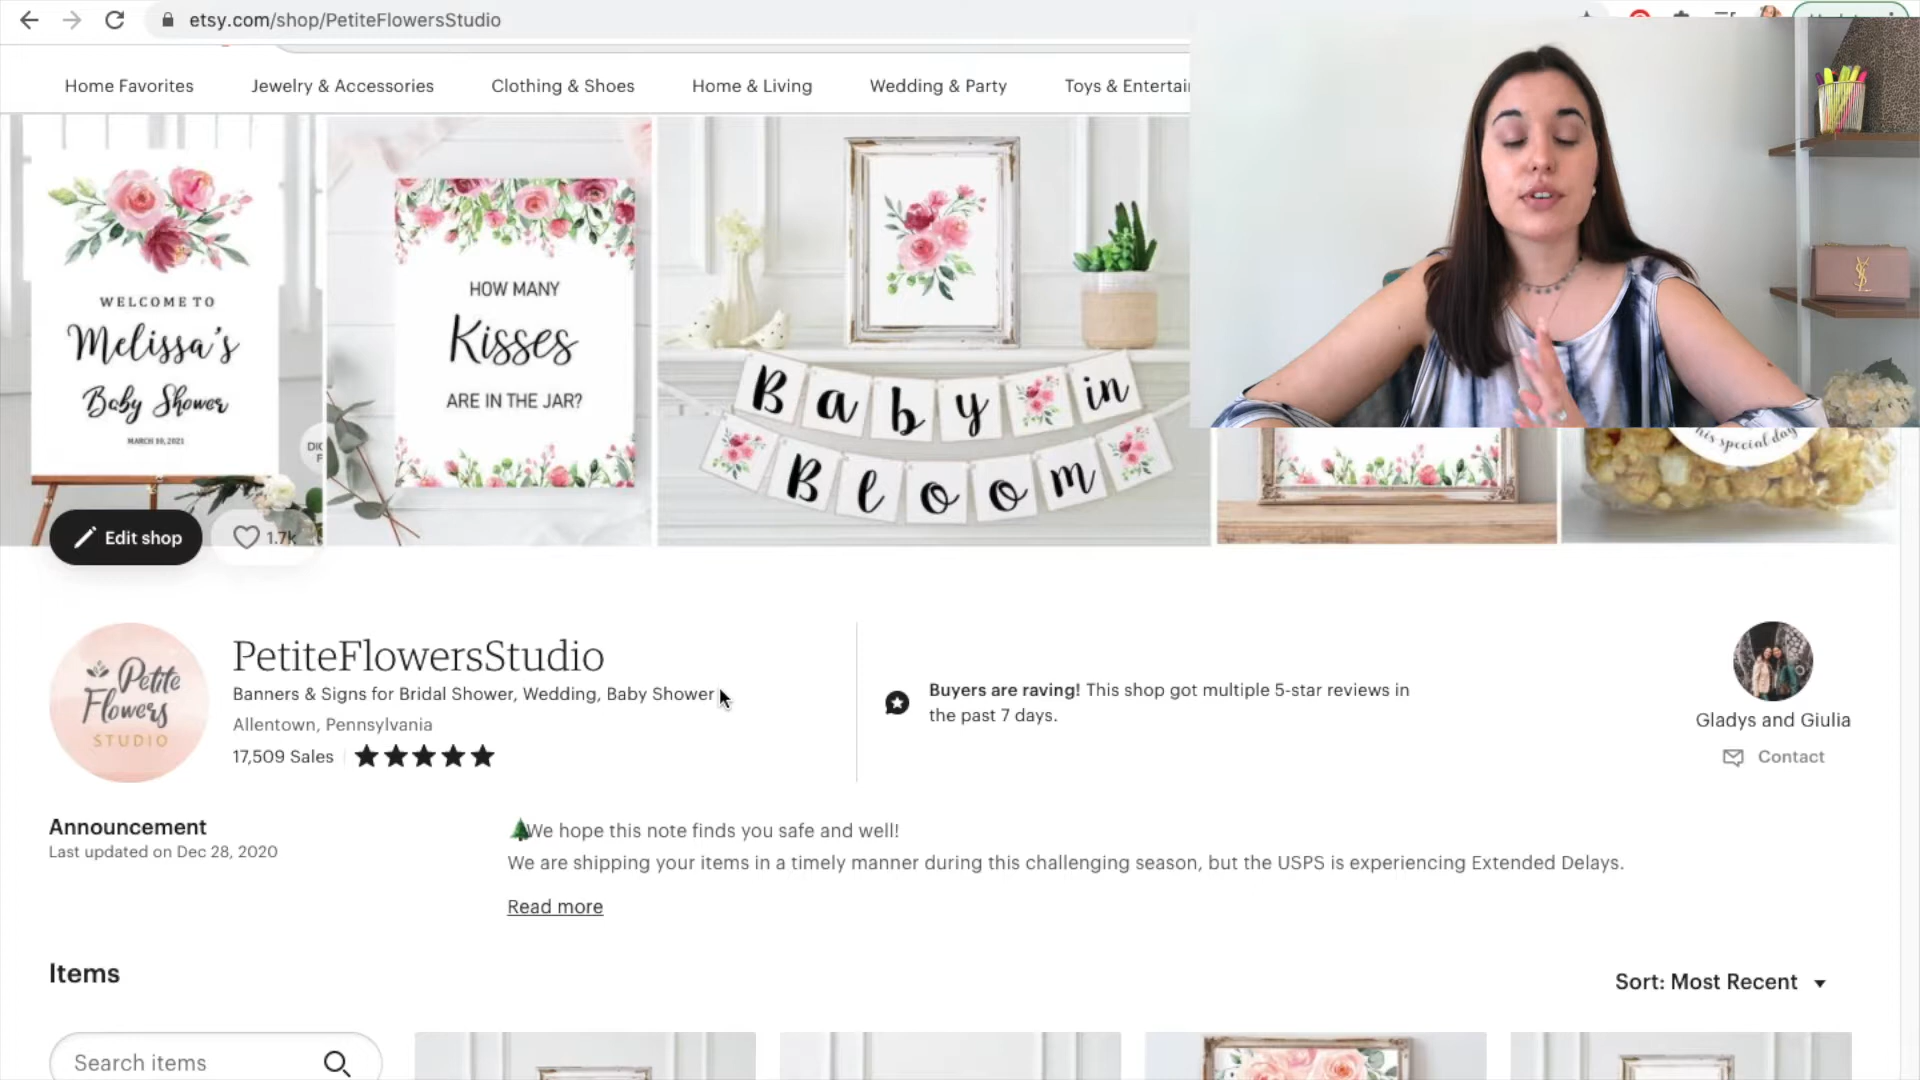 etsy.com/shop/PetiteFlowersStudio
Home Favorites
Jewelry & Accessories
Clothing & Shoes
Home & Living
Wedding & Party
Toys & Entertai
WELCOME TO
Melissa's
Baby Shower
MARCH 10, 2021
HOW MANY
Kisses
ARE IN THE JAR?
Baby in
Bloom
his special day
Edit shop
1.7k
Petite
Flowers
STUDIO
PetiteFlowersStudio
Banners & Signs for Bridal Shower, Wedding, Baby Shower
Allentown, Pennsylvania
17,509 Sales
Buyers are raving! This shop got multiple 5-star reviews in
the past 7 days.
Gladys and Giulia
Contact
Announcement
Last updated on Dec 28, 2020
We hope this note finds you safe and well!
We are shipping your items in a timely manner during this challenging season, but the USPS is experiencing Extended Delays.
Read more
Items
Sort: Most Recent
Search items